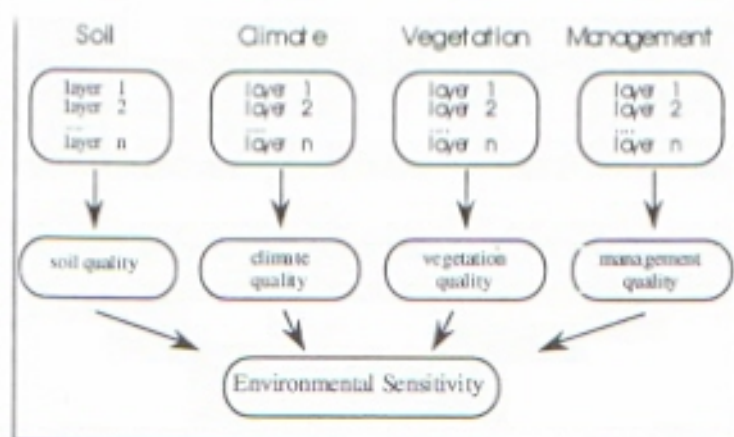 Soil Climate Vegetation Management
layer 1
layer 2
...
layer n
layer 1
layer 2
....
layer n
layer 1
layer 2
....
layer n
layer 1
layer 2
....
layer n
soil quality
climate
quality
vegetation
quality
management
quality
Environmental Sensitivity